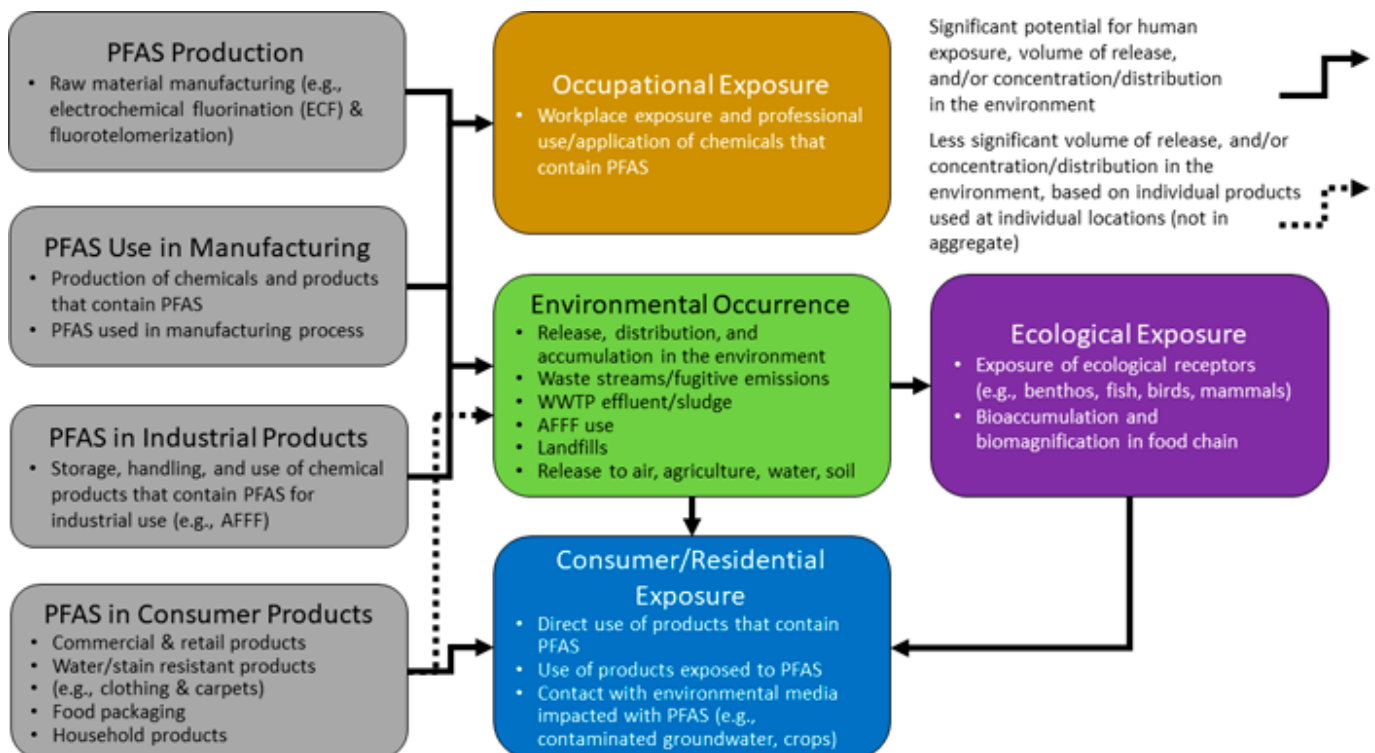 PFAS Production
• Raw material manufacturing (e.g.,
electrochemical fluorination (ECF) &
fluorotelomerization)
PFAS Use in Manufacturing
• Production of chemicals and products
that contain PFAS
• PFAS used in manufacturing process
PFAS in Industrial Products
• Storage, handling, and use of chemical
products that contain PFAS for
industrial use (e.g., AFFF)
PFAS in Consumer Products
• Commercial & retail products
• Water/stain resistant products
• (e.g., clothing & carpets)
• Food packaging
• Household products
Occupational Exposure
• Workplace exposure and professional
use/application of chemicals that
contain PFAS
Environmental Occurrence
• Release, distribution, and
accumulation in the environment
• Waste streams/fugitive emissions
• WWTP effluent/sludge
• AFFF use
• Landfills
• Release to air, agriculture, water, soil
Consumer/Residential
Exposure
• Direct use of products that contain
PFAS
• Use of products exposed to PFAS
• Contact with environmental media
impacted with PFAS (e.g.,
contaminated groundwater, crops)
Ecological Exposure
• Exposure of ecological receptors
(e.g., benthos, fish, birds, mammals)
• Bioaccumulation and
biomagnification in food chain
Significant potential for human
exposure, volume of release,
and/or concentration/distribution
in the environment
Less significant volume of release, and/or
concentration/distribution in the
environment, based on individual products
used at individual locations (not in
aggregate)